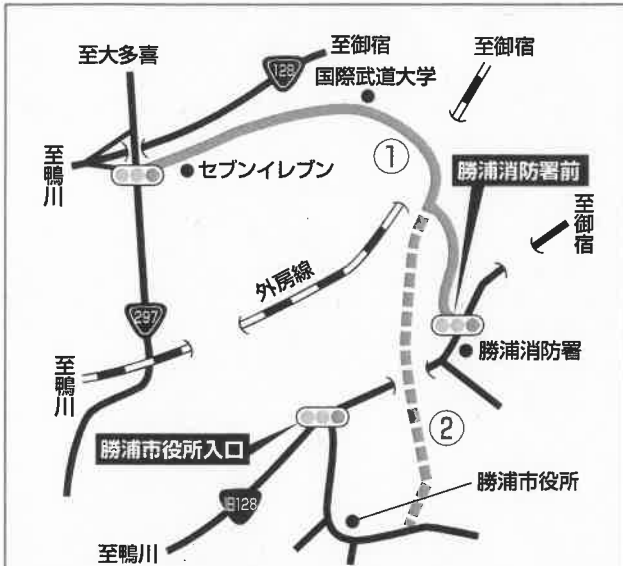 至大多喜
至御宿
128
国際武道大学
至御宿
至鴨川
セブンイレブン
①
勝浦消防署前
至御宿
外房線
297
勝浦消防署
至鴨川
勝浦市役所入口
②
旧128
勝浦市役所
至鴨川